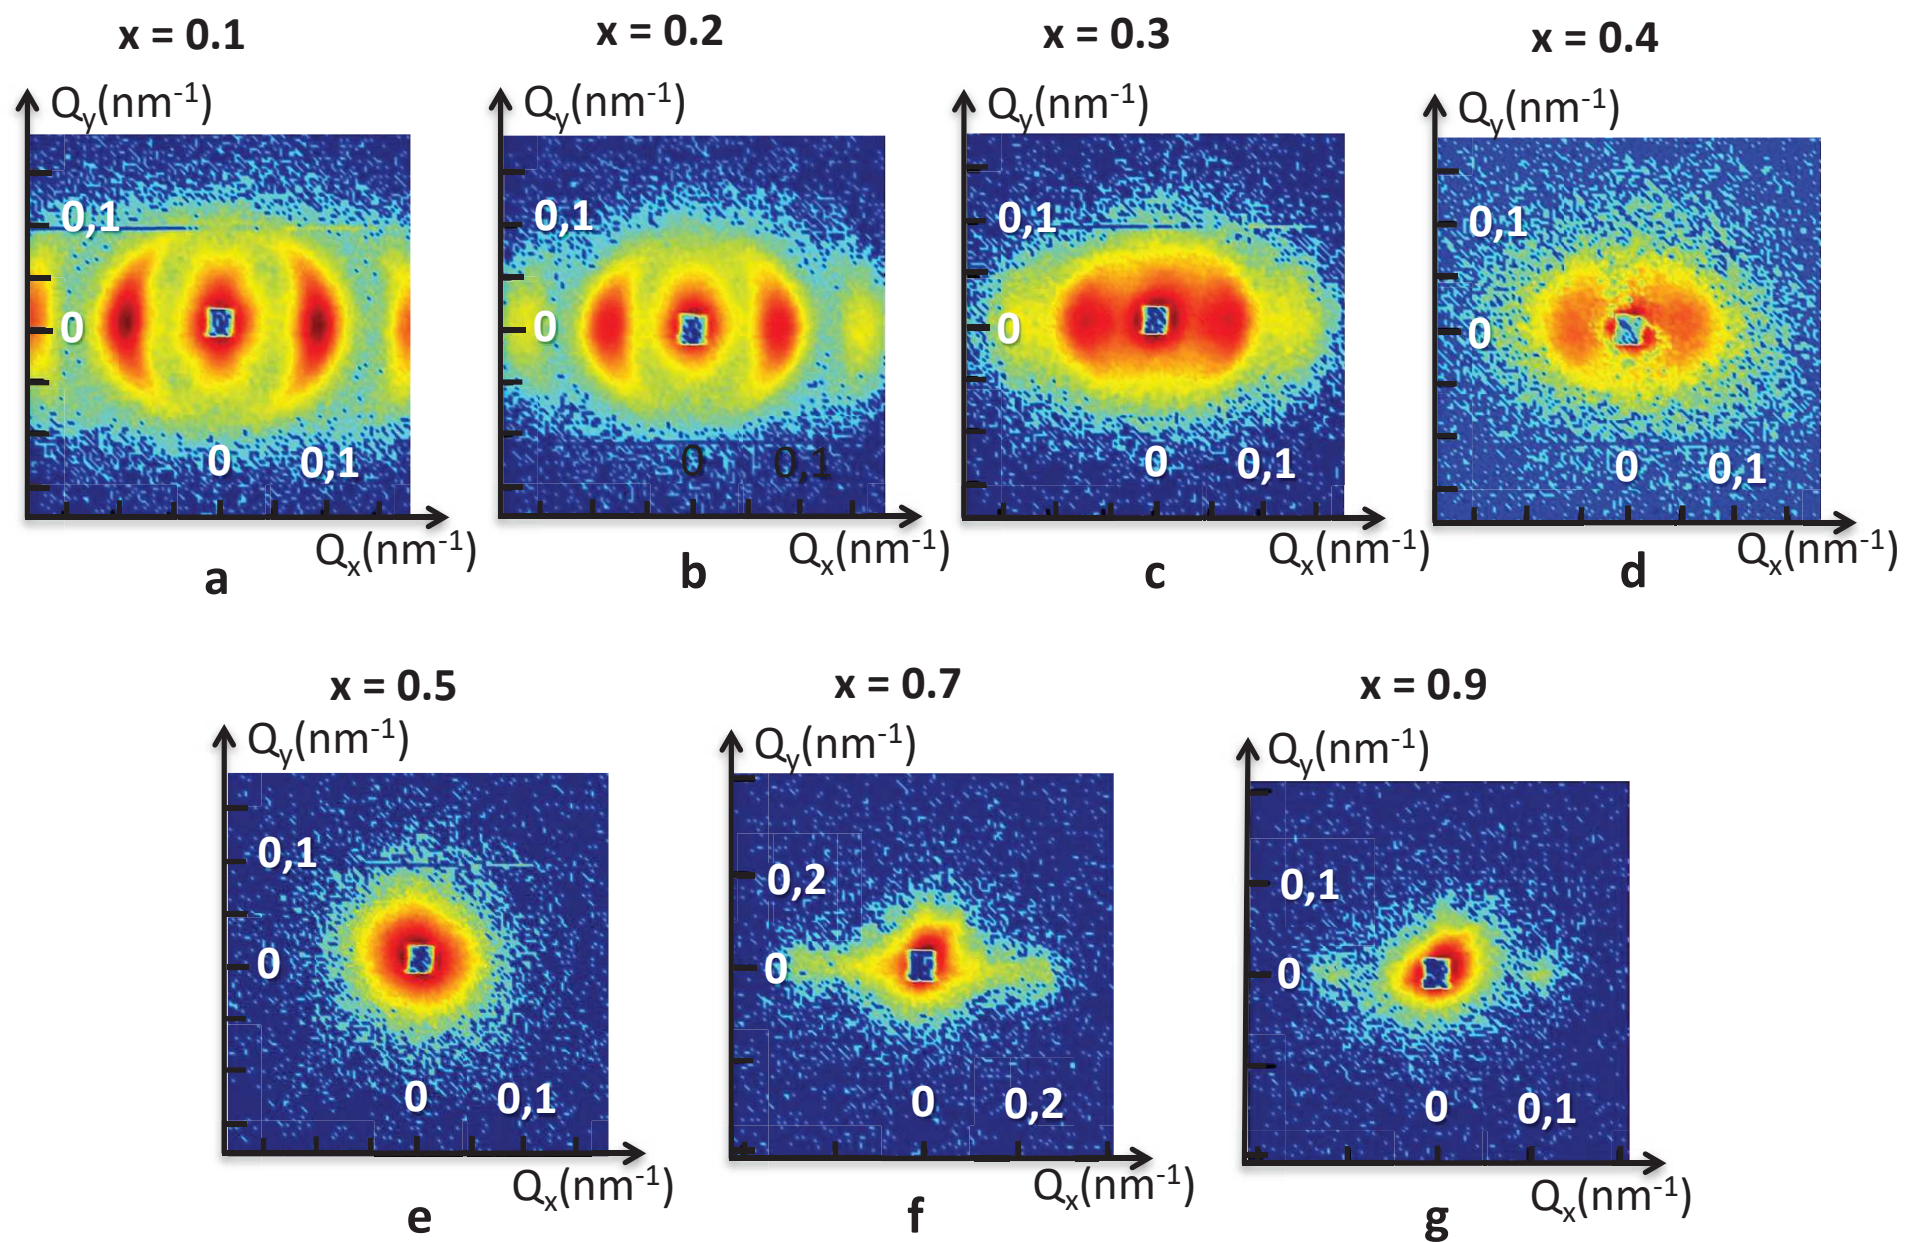 x = 0.1
x = 0.2
x = 0.3
x = 0.4
Qy(nm-1)
Qy(nm-1)
Qy(nm-1)
Qy(nm-1)
0,1
0,1
0,1
0,1
0
0
0
0
0
0,1
0
0,1
0
0,1
0
0,1
Qx(nm-1)
Qx(nm-1)
Qx(nm-1)
Qx(nm-1)
a
b
c
d
x = 0.5
x = 0.7
x = 0.9
Qy(nm-1)
Qy(nm-1)
Qy(nm-1)
0,1
0,2
0,1
0
0
0
0
0,1
0
0,2
0
0,1
Qx(nm-1)
Qx(nm-1)
Qx(nm-1)
e
f
g